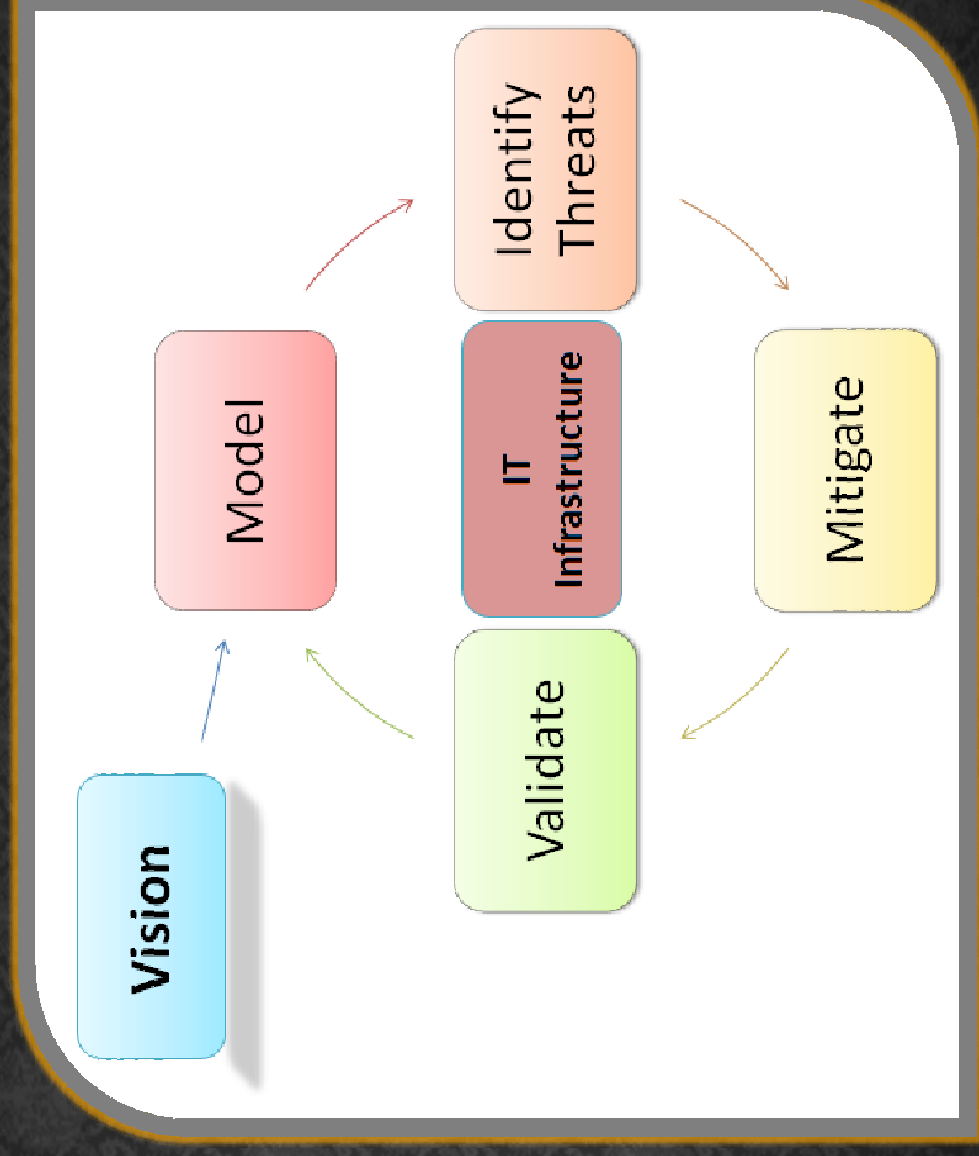 Vision
Model
Identify
Threats
IT
Infrastructure
Validate
Mitigate